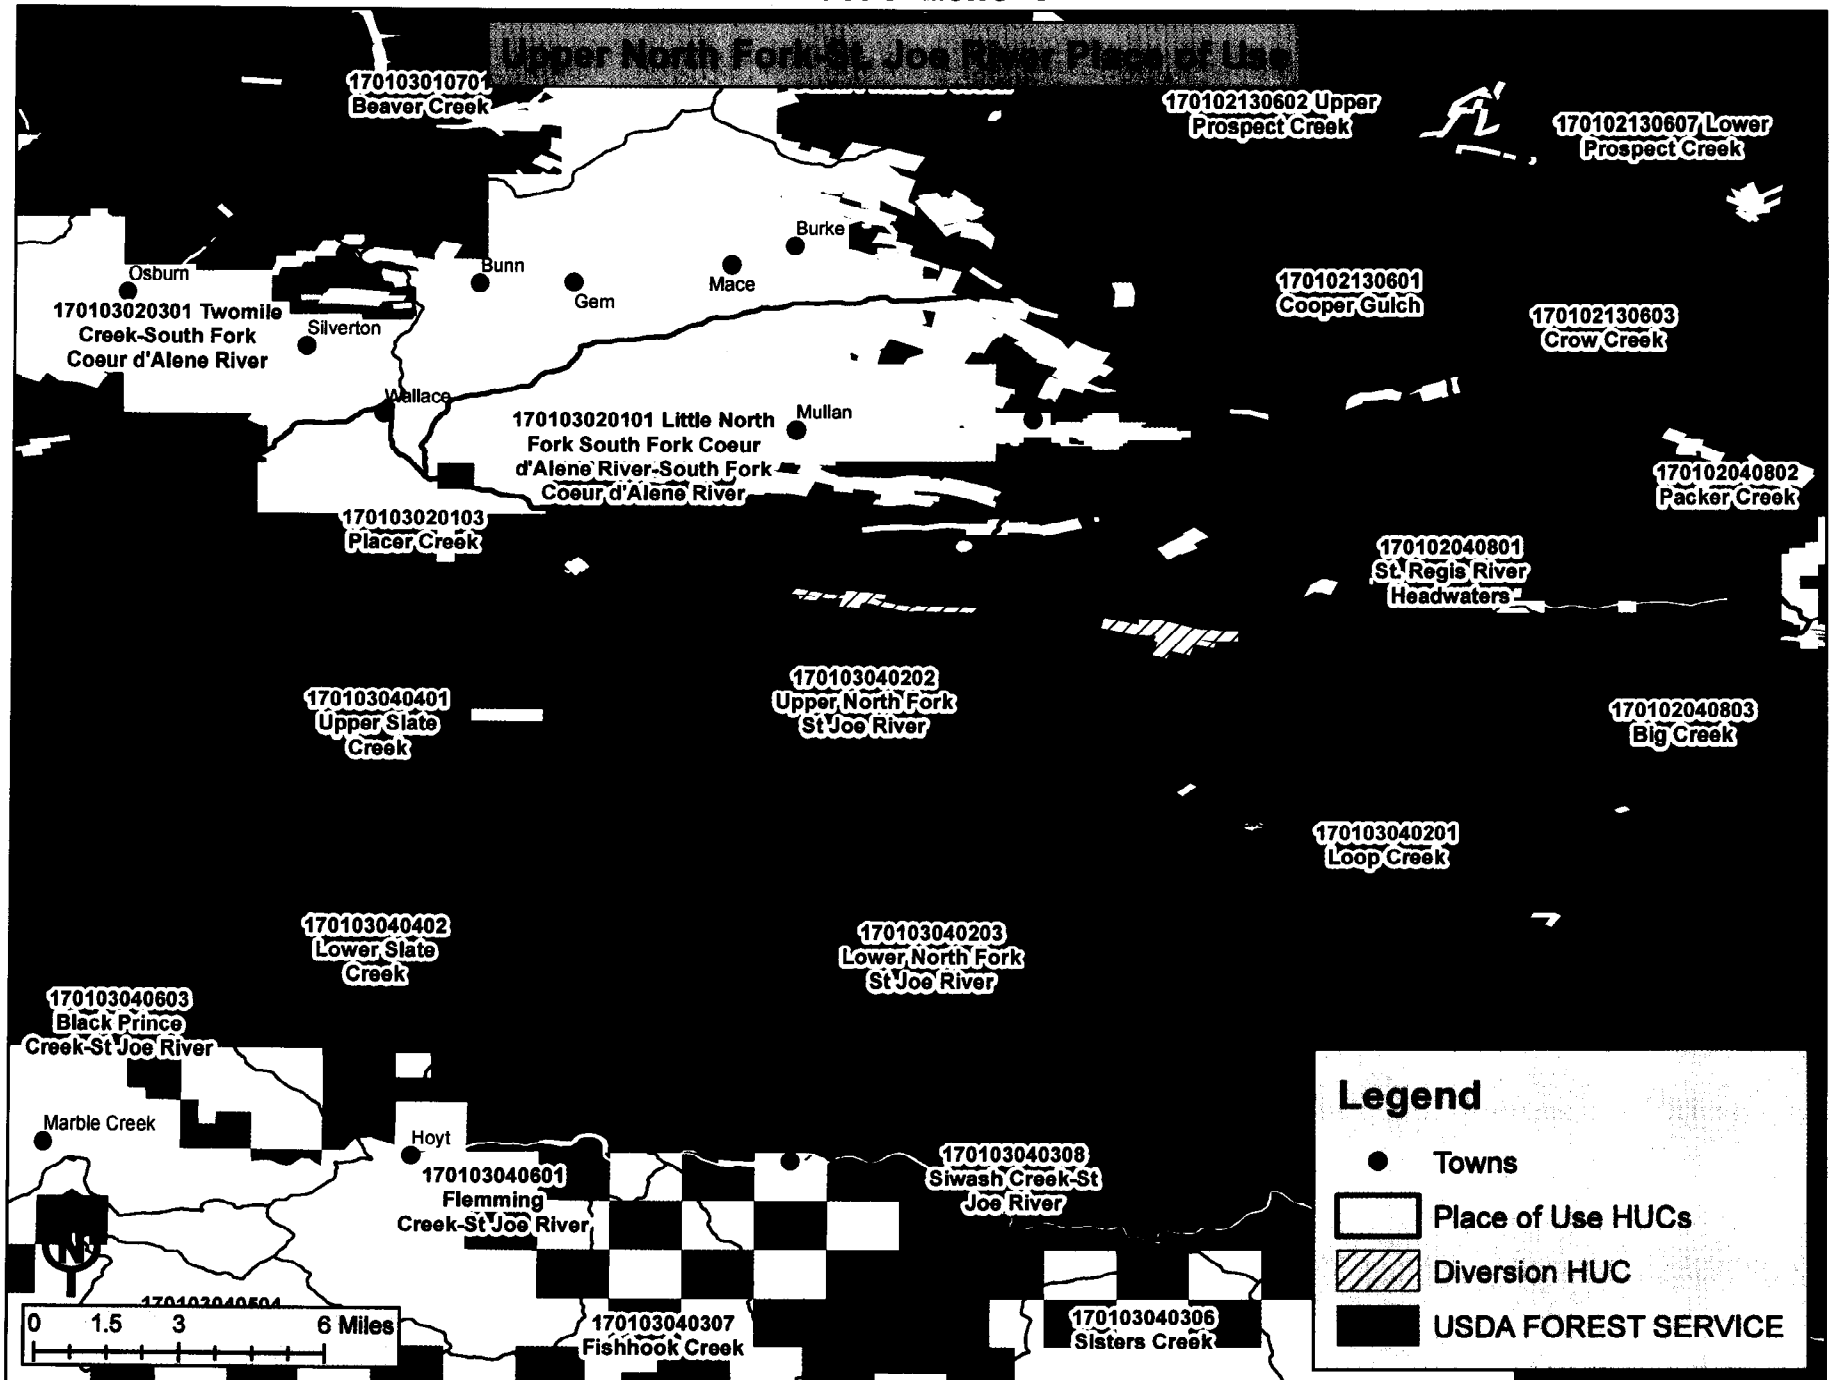 Upper North Fork-St. Joe River Place of Use
170103010701
Beaver Creek
170102130602 Upper
Prospect Creek
170102130607 Lower
Prospect Creek
Burke
Osburn
Bunn
Gem
Mace
170102130601
Cooper Gulch
170103020301 Twomile
Creek-South Fork
Coeur d'Alene River
Silverton
170102130603
Crow Creek
Wallace
170103020101 Little North
Fork South Fork Coeur
d'Alene River-South Fork
Coeur d'Alene River
Mullan
170102040802
Packer Creek
170103020103
Placer Creek
170102040801
St. Regis River
Headwaters
170103040401
Upper Slate
Creek
170103040202
Upper North Fork
St Joe River
170102040803
Big Creek
170103040201
Loop Creek
170103040402
Lower Slate
Creek
170103040203
Lower North Fork
St Joe River
170103040603
Black Prince
Creek-St Joe River
Marble Creek
Hoyt
170103040601
Flemming
Creek-St Joe River
170103040308
Siwash Creek-St
Joe River
N
170103040504
0 1.5 3 6 Miles
170103040307
Fishhook Creek
170103040306
Sisters Creek
Legend
Towns
Place of Use HUCs
Diversion HUC
USDA FOREST SERVICE